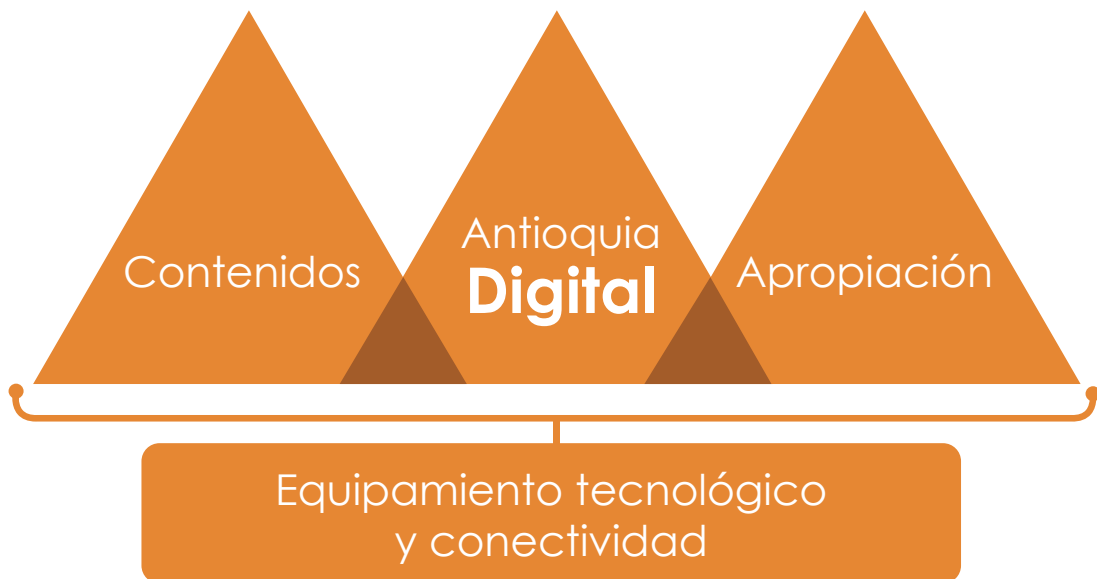 Contenidos
Antioquia
Digital
Apropiación
Equipamiento tecnológico
y conectividad